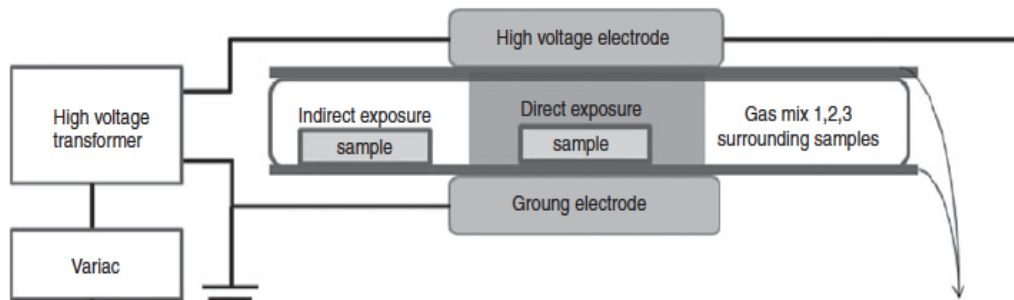 High voltage electrode
High voltage
transformer
Indirect exposure
sample
Direct exposure
sample
Gas mix 1,2,3
surrounding samples
Groung electrode
Variac